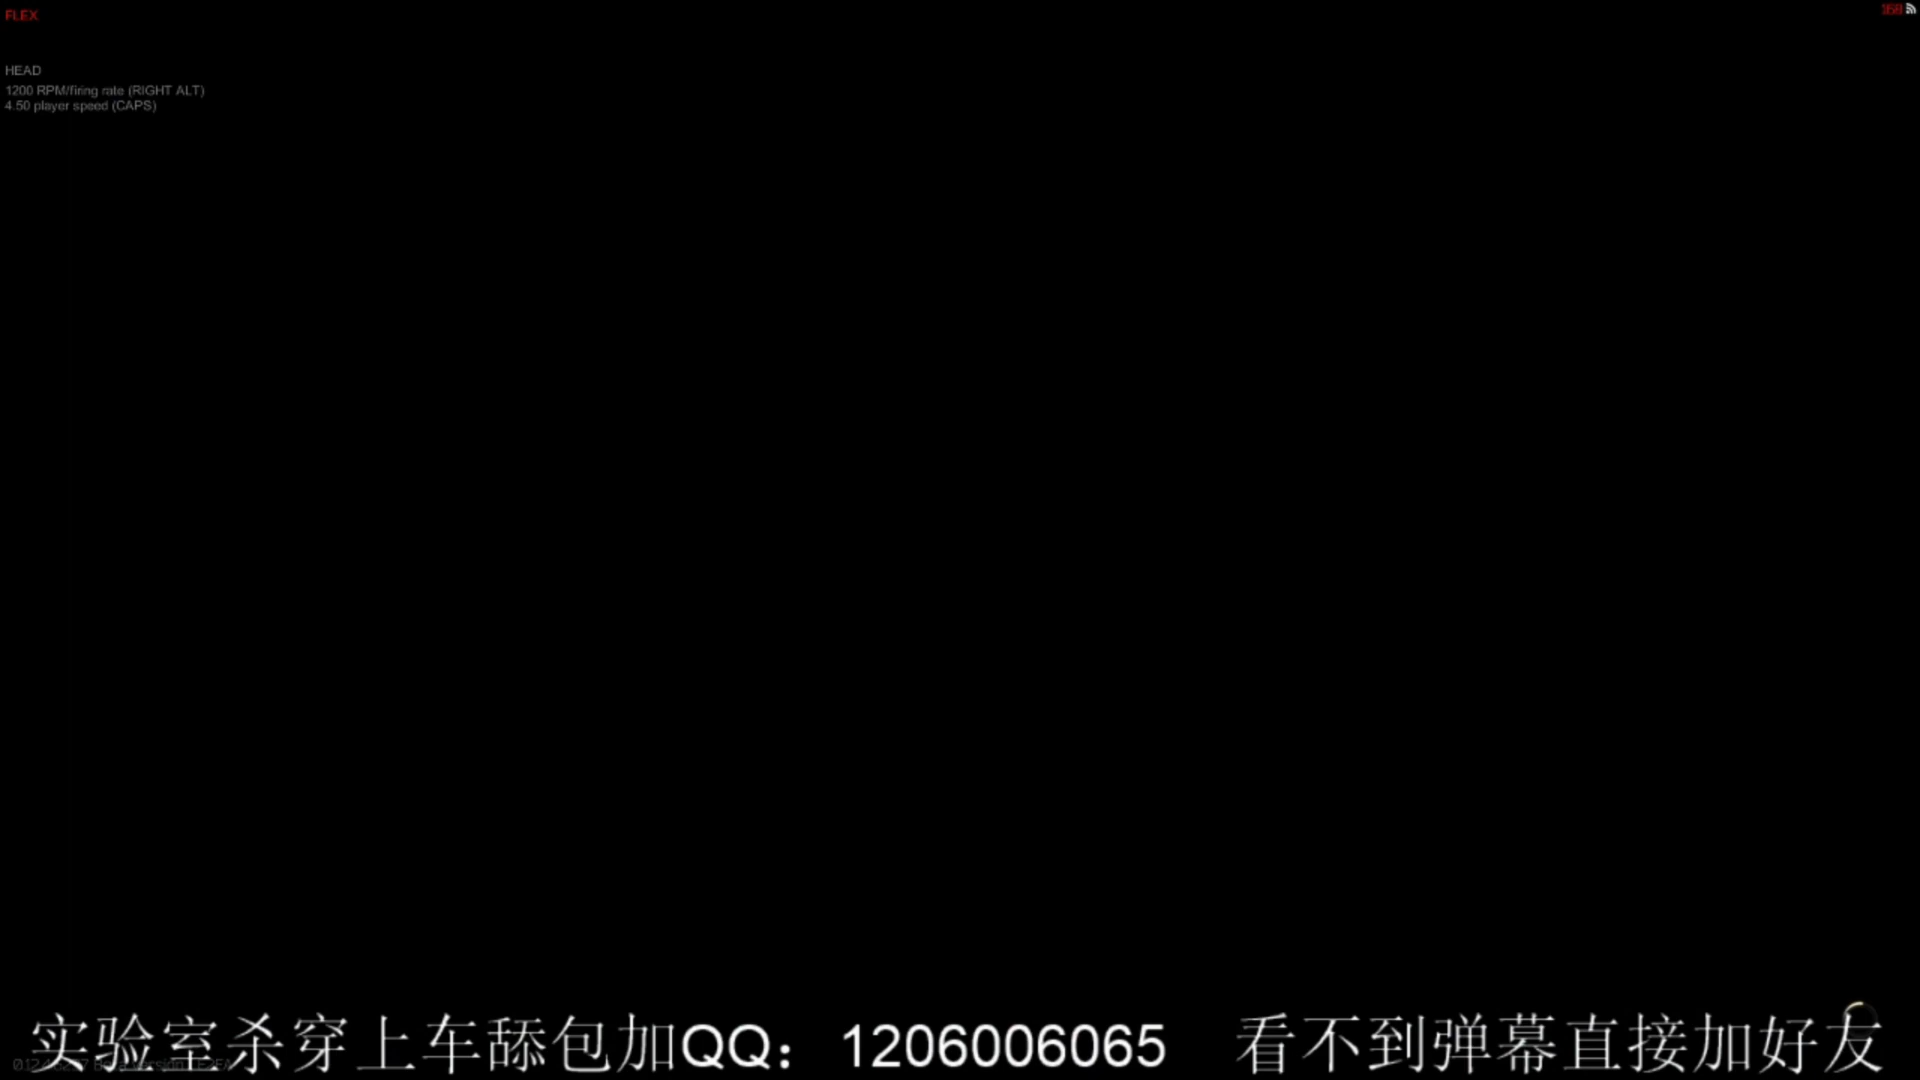 FLEX
168
HEAD
1200 RPM/firing rate (RIGHT ALT)
4.50 player speed (CAPS)
实验室杀穿上车舔包加QQ： 1206006065 看不到弹幕直接加好友